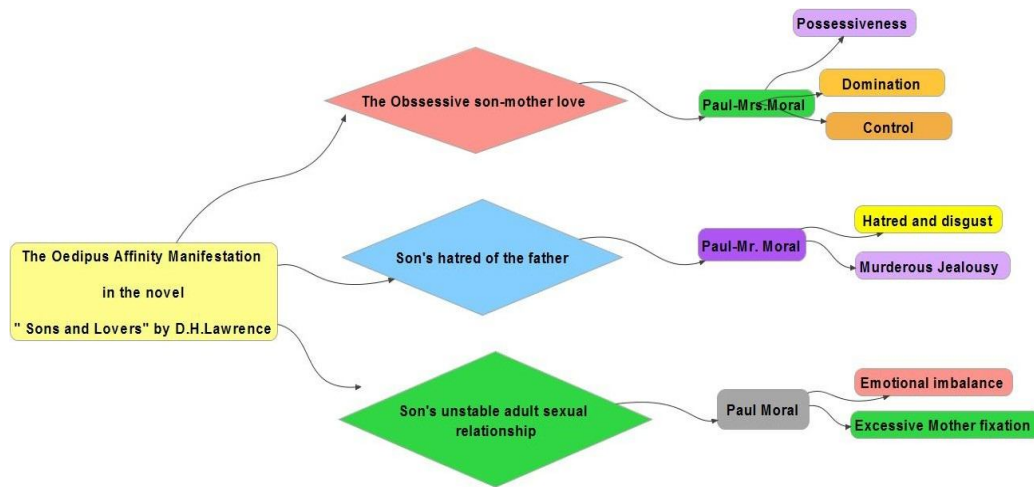 The Oedipus Affinity Manifestation
in the novel
" Sons and Lovers" by D.H.Lawrence
The Obssessive son-mother love
Paul-Mrs.Moral
Possessiveness
Domination
Control
Son's hatred of the father
Paul-Mr. Moral
Hatred and disgust
Murderous Jealousy
Son's unstable adult sexual
relationship
Paul Moral
Emotional imbalance
Excessive Mother fixation